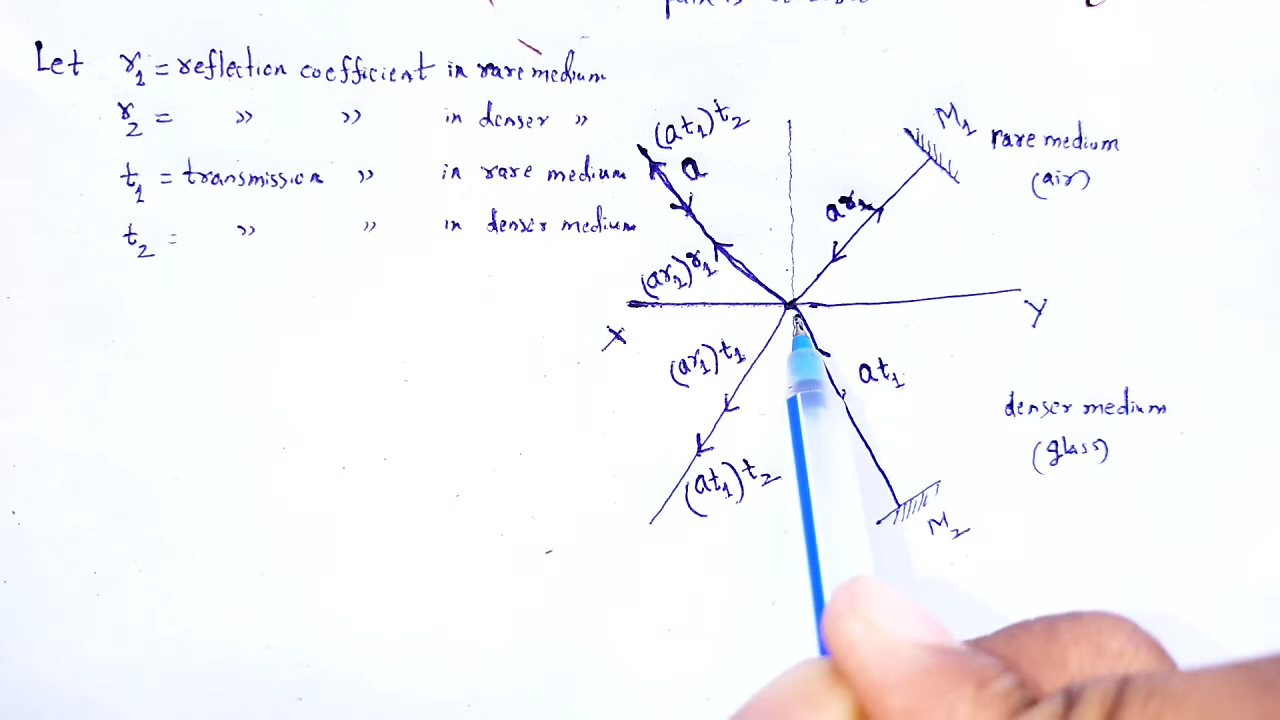 Let r₁ = reflection coefficient in rare medium
r₂ = " " in denser "
t₁ = transmission " in rare medium
t₂ = " " in denser medium
(at₁)t₂
a
(ar₁)r₁
M₁
rare medium
(air)
ar₁
X
Y
(ar₁)t₁
at₁
(at₁)t₂
denser medium
(glass)
M₂